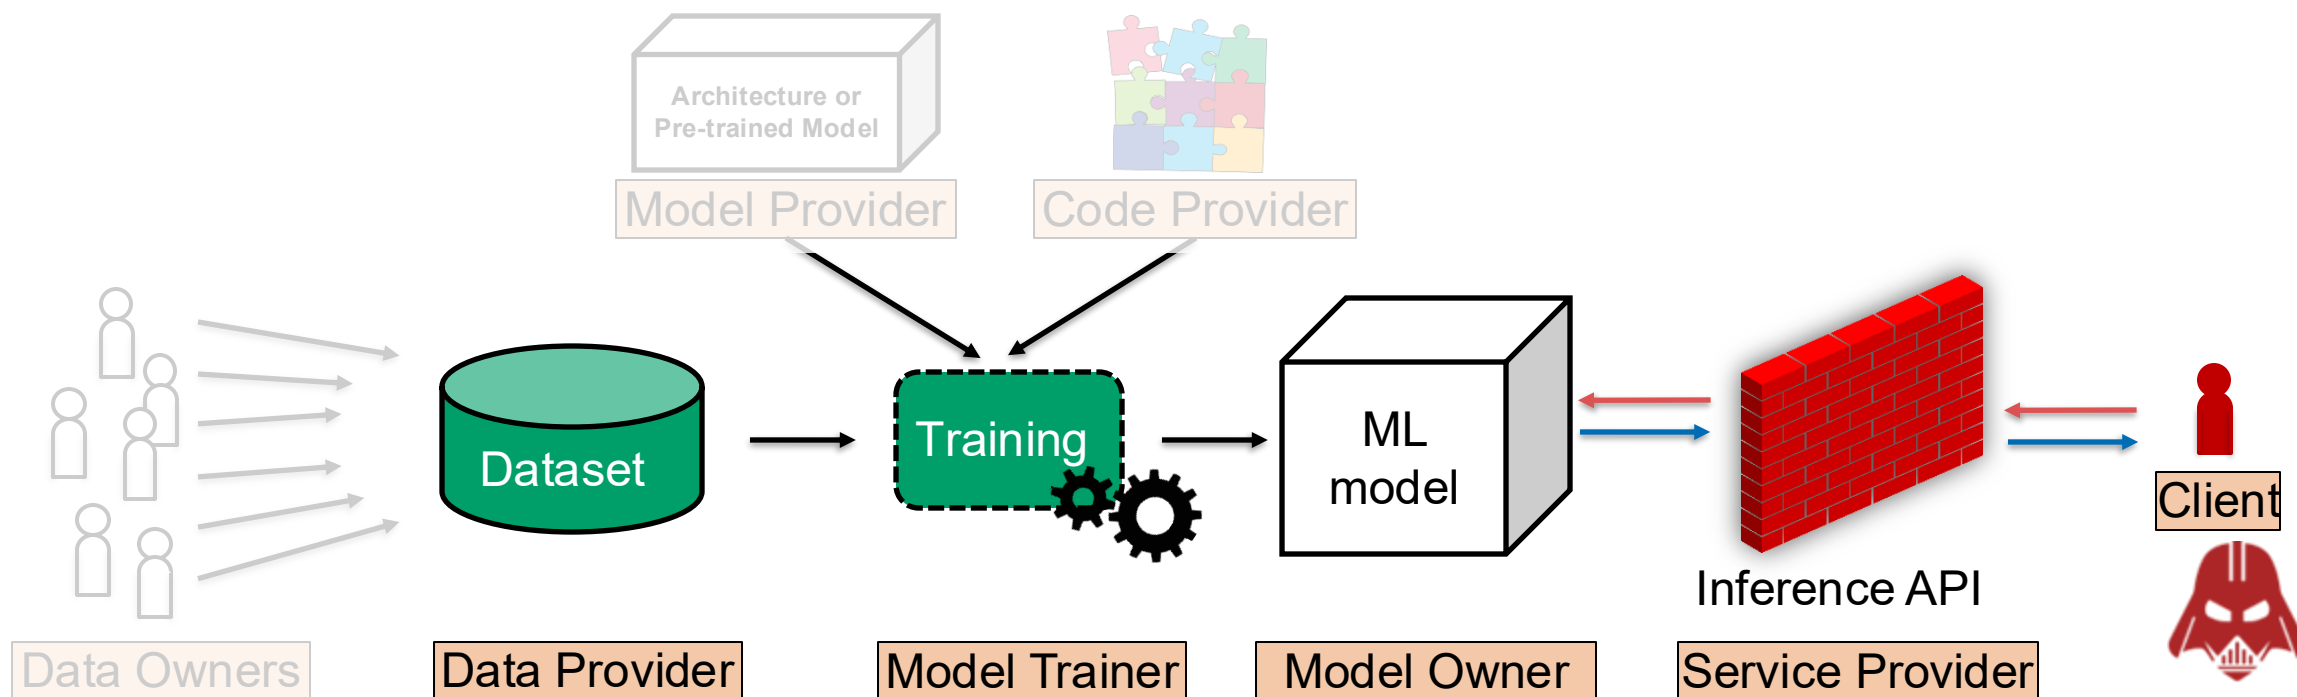 Architecture or
Pre-trained Model
Model Provider
Code Provider
Dataset
Training
ML
model
Client
Inference API
Data Owners
Data Provider
Model Trainer
Model Owner
Service Provider